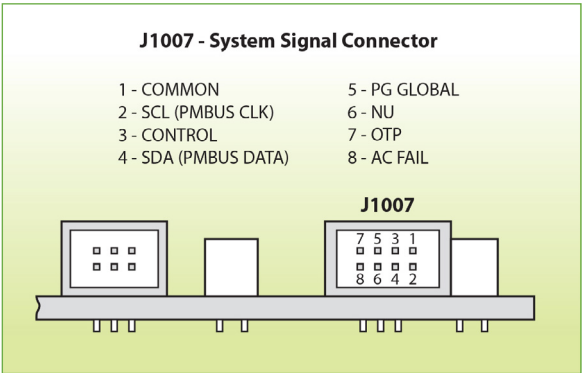 J1007 - System Signal Connector
1 - COMMON
2 - SCL (PMBUS CLK)
3 - CONTROL
4 - SDA (PMBUS DATA)
5 - PG GLOBAL
6 - NU
7 - OTP
8 - AC FAIL
J1007
7 5 3 1
8 6 4 2